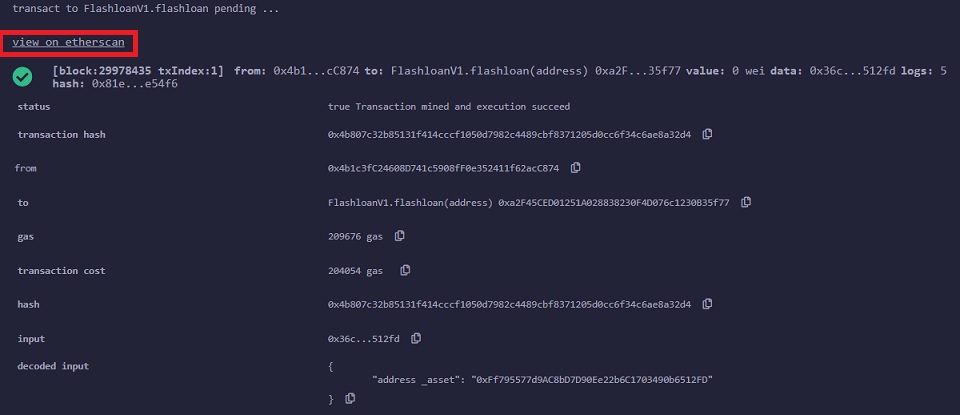 transact to FlashloanV1.flashloan pending ...
view on etherscan
[block:29978435 txIndex:1] from: 0x4b1...cC874 to: FlashloanV1.flashloan(address) 0xa2F...35f77 value: 0 wei data: 0x36c...512fd logs: 5
hash: 0x81e...e54f6
status true Transaction mined and execution succeed
transaction hash 0x4b807c32b85131f414cccf1050d7982c4489cbf8371205d0cc6f34c6ae8a32d4
from 0x4b1c3fC24608D741c5908fF0e352411f62acC874
to FlashloanV1.flashloan(address) 0xa2F45CED01251A028838230F4D076c1230B35f77
gas 209676 gas
transaction cost 204054 gas
hash 0x4b807c32b85131f414cccf1050d7982c4489cbf8371205d0cc6f34c6ae8a32d4
input 0x36c...512fd
decoded input {
"address _asset": "0xFf795577d9AC8bD7D90Ee22b6C1703490b6512FD"
}